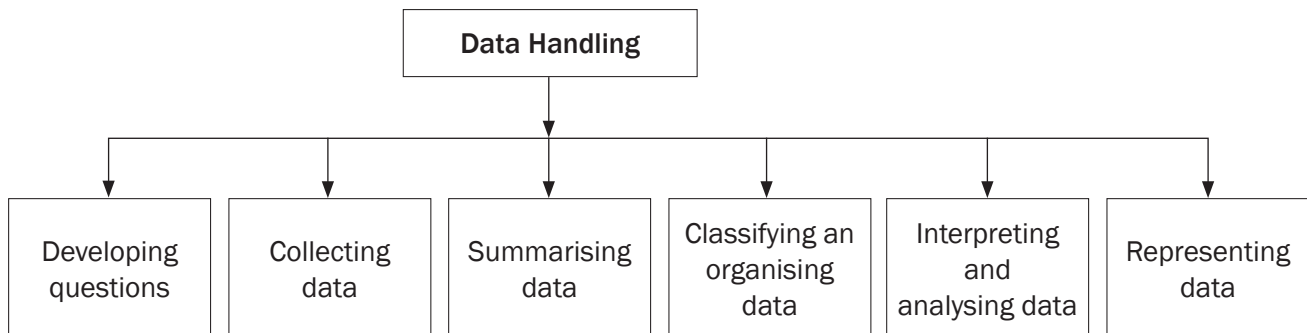 Data Handling
Developing
questions
Collecting
data
Summarising
data
Classifying an
organising
data
Interpreting
and
analysing data
Representing
data